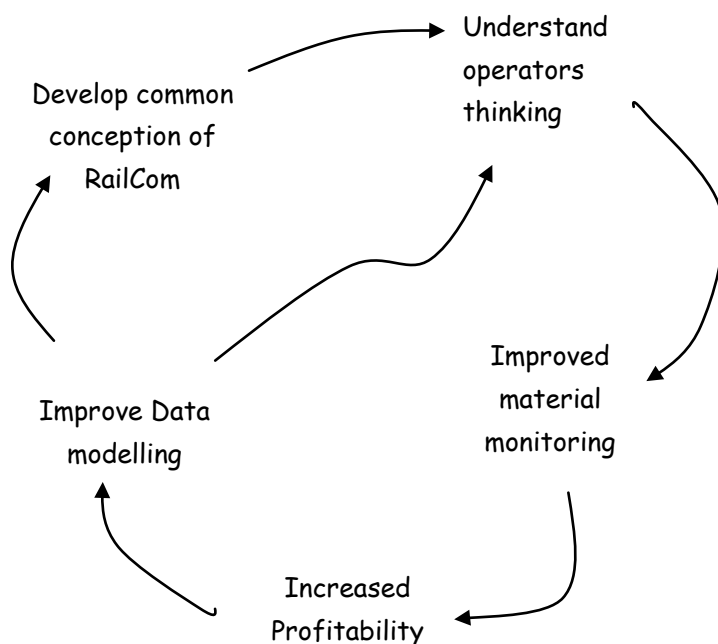 Understand
operators
thinking
Develop common
conception of
RailCom
Improved
material
monitoring
Improve Data
modelling
Increased
Profitability